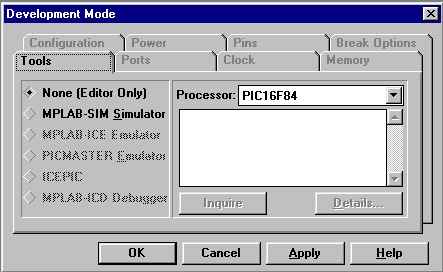 Development Mode
Configuration Power Pins Break Options
Tools Ports Clock Memory
None (Editor Only)
MPLAB-SIM Simulator
MPLAB-ICE Emulator
PICMASTER Emulator
ICEPIC
MPLAB-ICD Debugger
Processor: PIC16F84
Inquire Details...
OK Cancel Apply Help